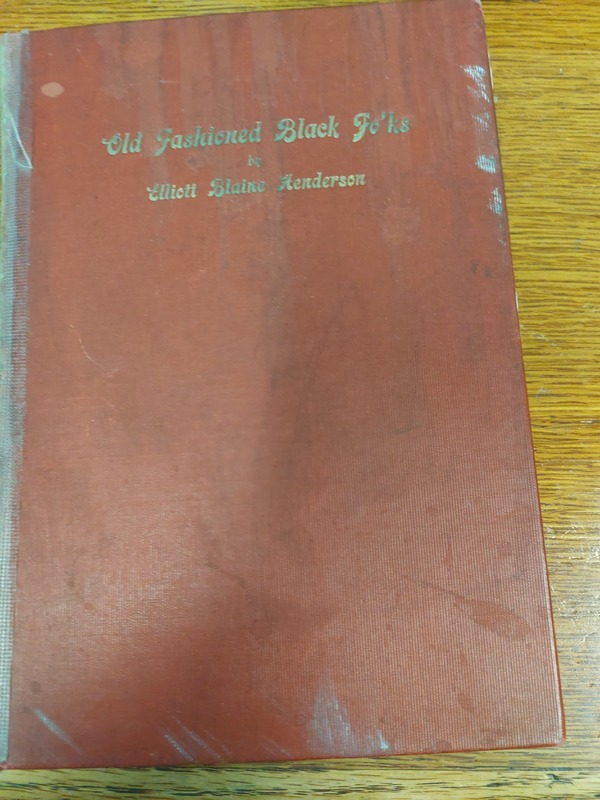 Old Fashioned Black Fo'ks
by
Elliott Blaine Henderson